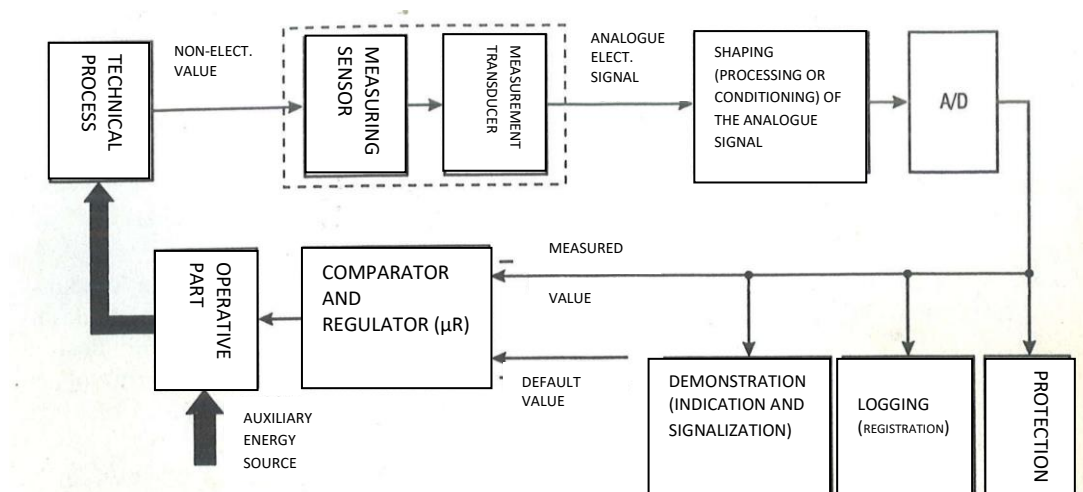 TECHNICAL
PROCESS
NON-ELECT.
VALUE
MEASURING
SENSOR
MEASUREMENT
TRANSDUCER
ANALOGUE
ELECT.
SIGNAL
SHAPING
(PROCESSING OR
CONDITIONING) OF
THE ANALOGUE
SIGNAL
A/D
OPERATIVE
PART
COMPARATOR
AND
REGULATOR (µR)
MEASURED
VALUE
DEFAULT
VALUE
AUXILIARY
ENERGY
SOURCE
DEMONSTRATION
(INDICATION AND
SIGNALIZATION)
LOGGING
(REGISTRATION)
PROTECTION